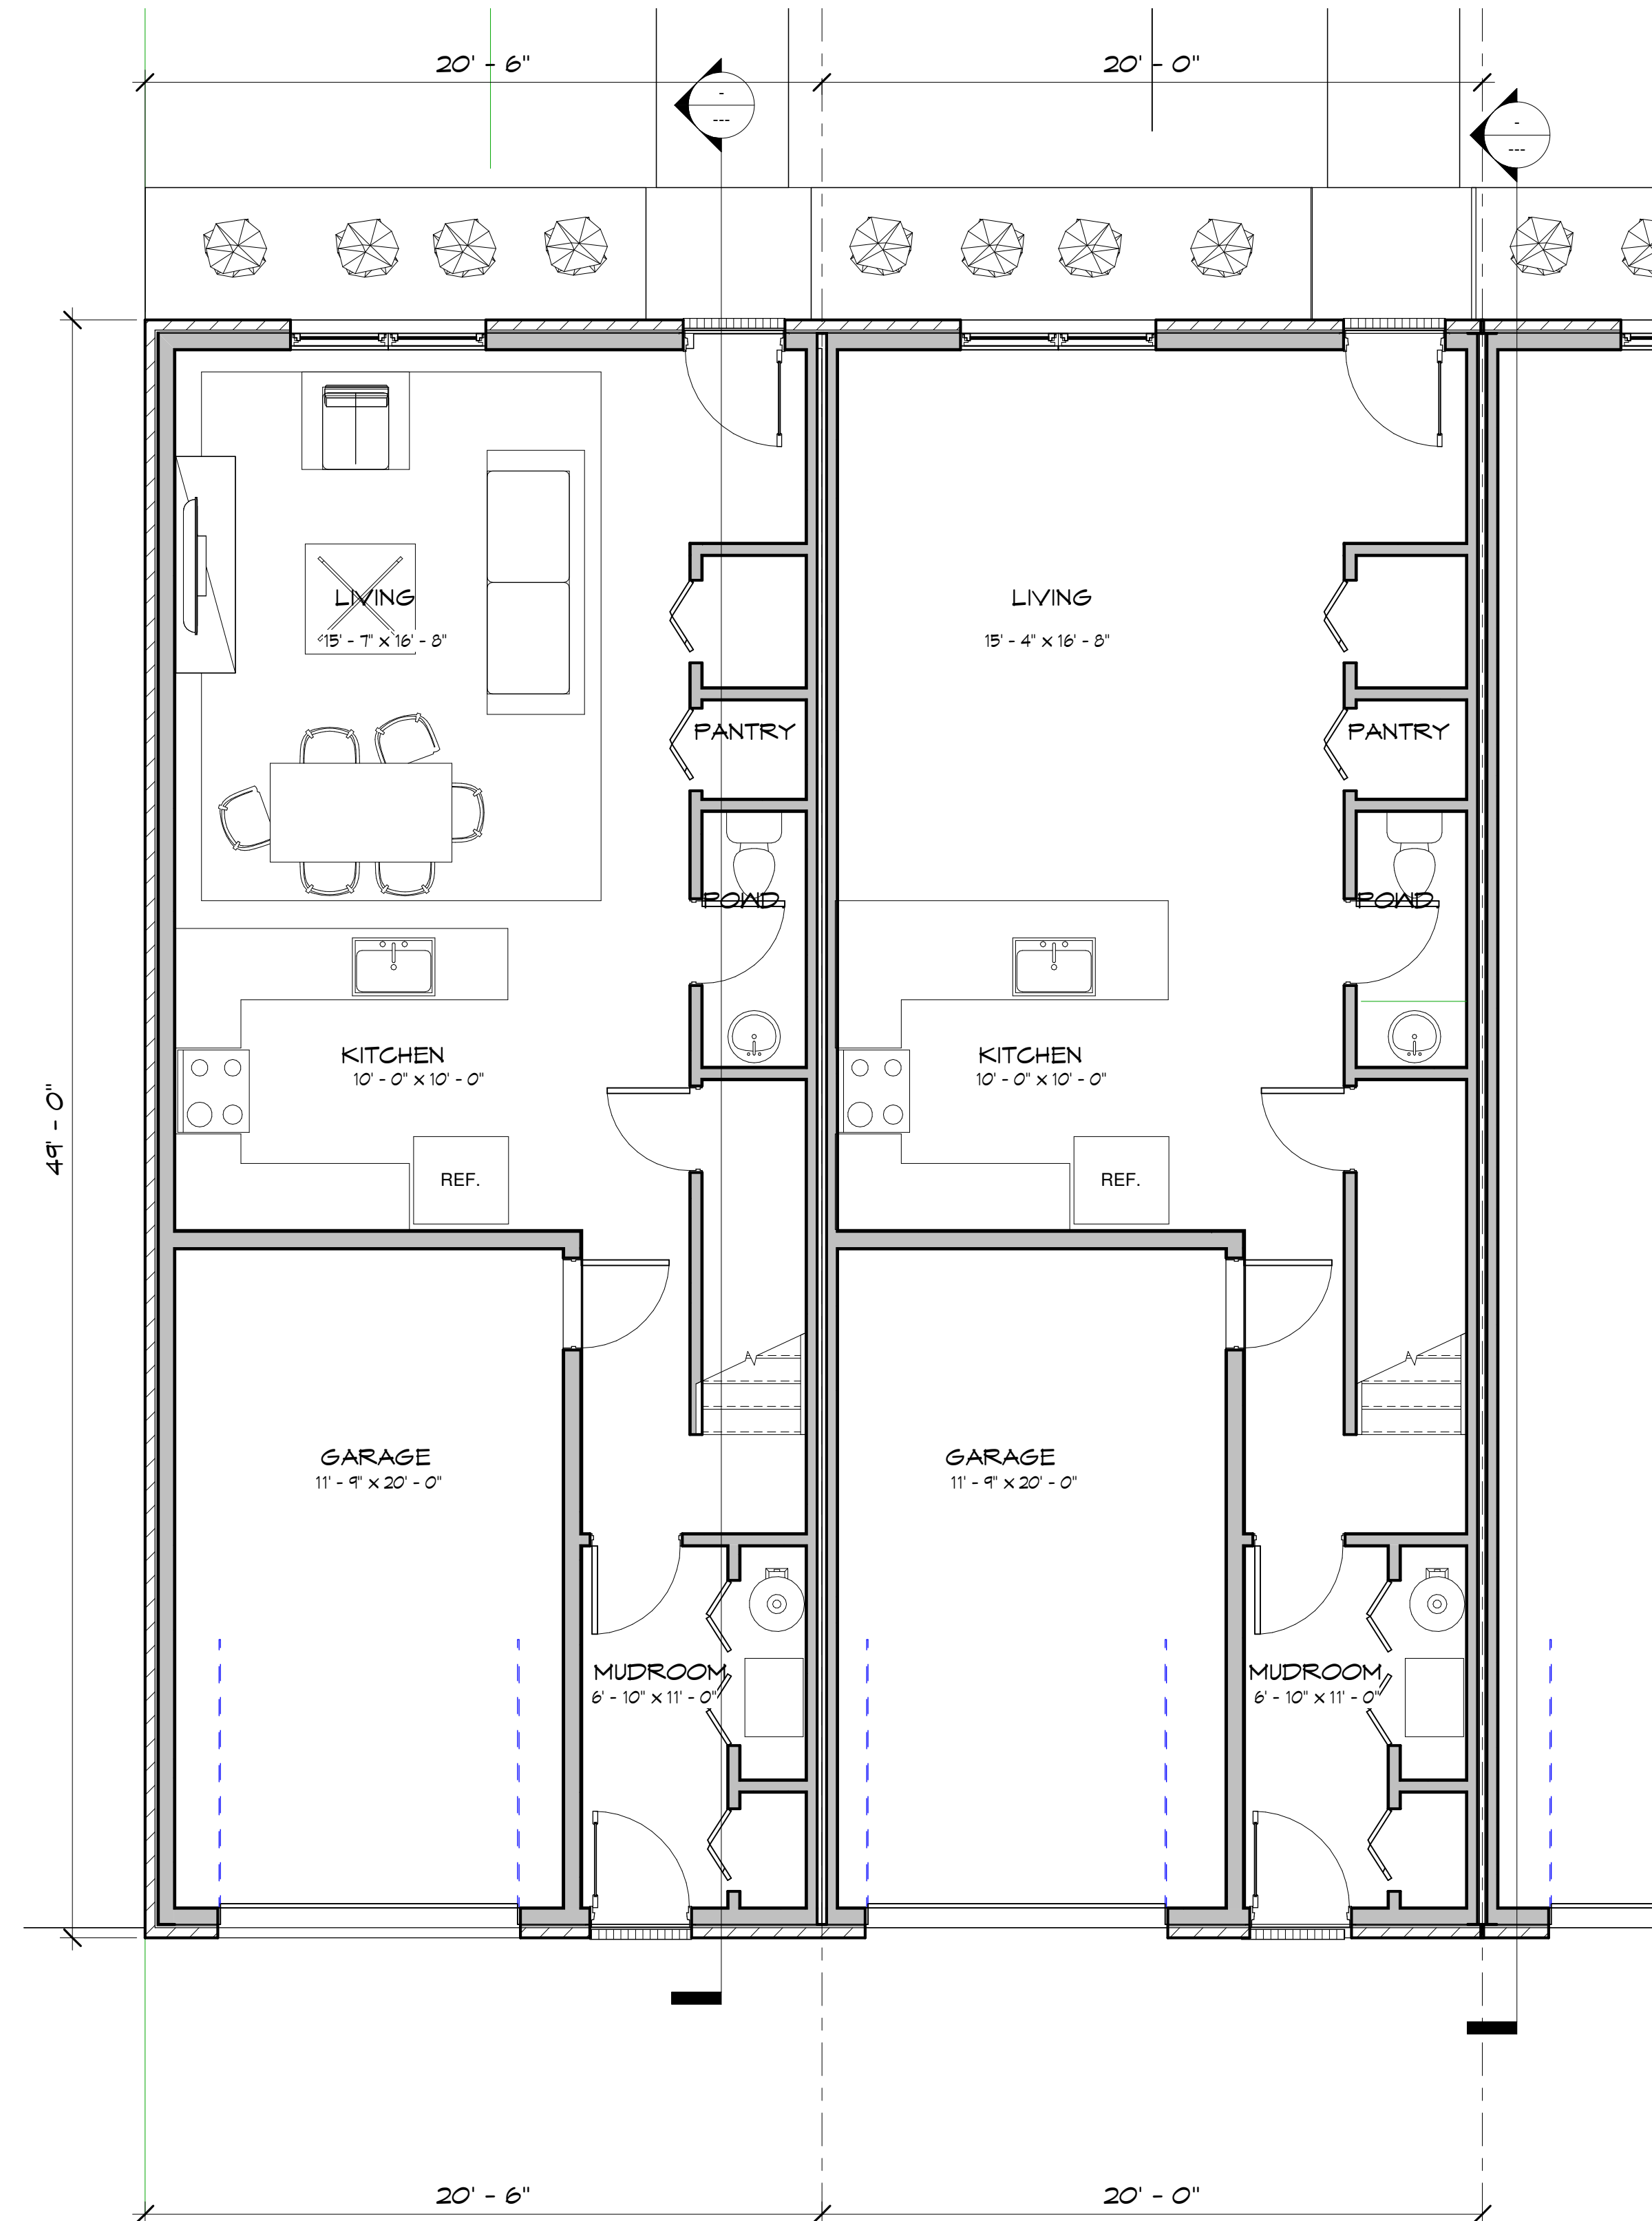 20' - 6"
20' - 0"
-
---
-
---
LIVING
15' - 7" x 16' - 8"
LIVING
15' - 4" x 16' - 8"
PANTRY
PANTRY
POWD.
POWD.
KITCHEN
10' - 0" x 10' - 0"
KITCHEN
10' - 0" x 10' - 0"
49' - 0"
REF.
REF.
GARAGE
11' - 9" x 20' - 0"
GARAGE
11' - 9" x 20' - 0"
MUDROOM
6' - 10" x 11' - 0"
MUDROOM
6' - 10" x 11' - 0"
20' - 6"
20' - 0"